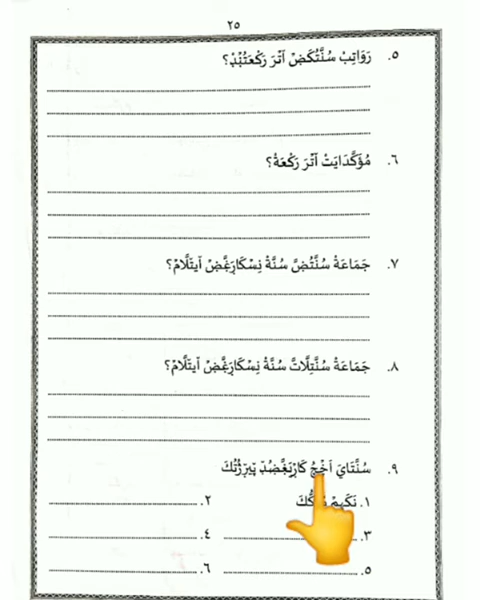 ٢٥
٥. رَوَاتِبْ سُنَّتُكَضْ اَتْرَ رَكْعَتُنْڊْ؟
٦. مُؤَكَّدَايَتْ اَتْرَ رَكْعَةْ؟
٧. جَمَاعَةْ سُنَّتُضَّ سُنَّةْ نِسْكَارَغَّضْ اَيتَلَّامْ؟
٨. جَمَاعَةْ سُنَّتِلَّاتَّ سُنَّةْ نِسْكَارَغَّضْ اَيتَلَّامْ؟
٩. سُنَّتَايَ
١. نَكَهِمْ
٢.
٣.
٤.
٥.
٦.